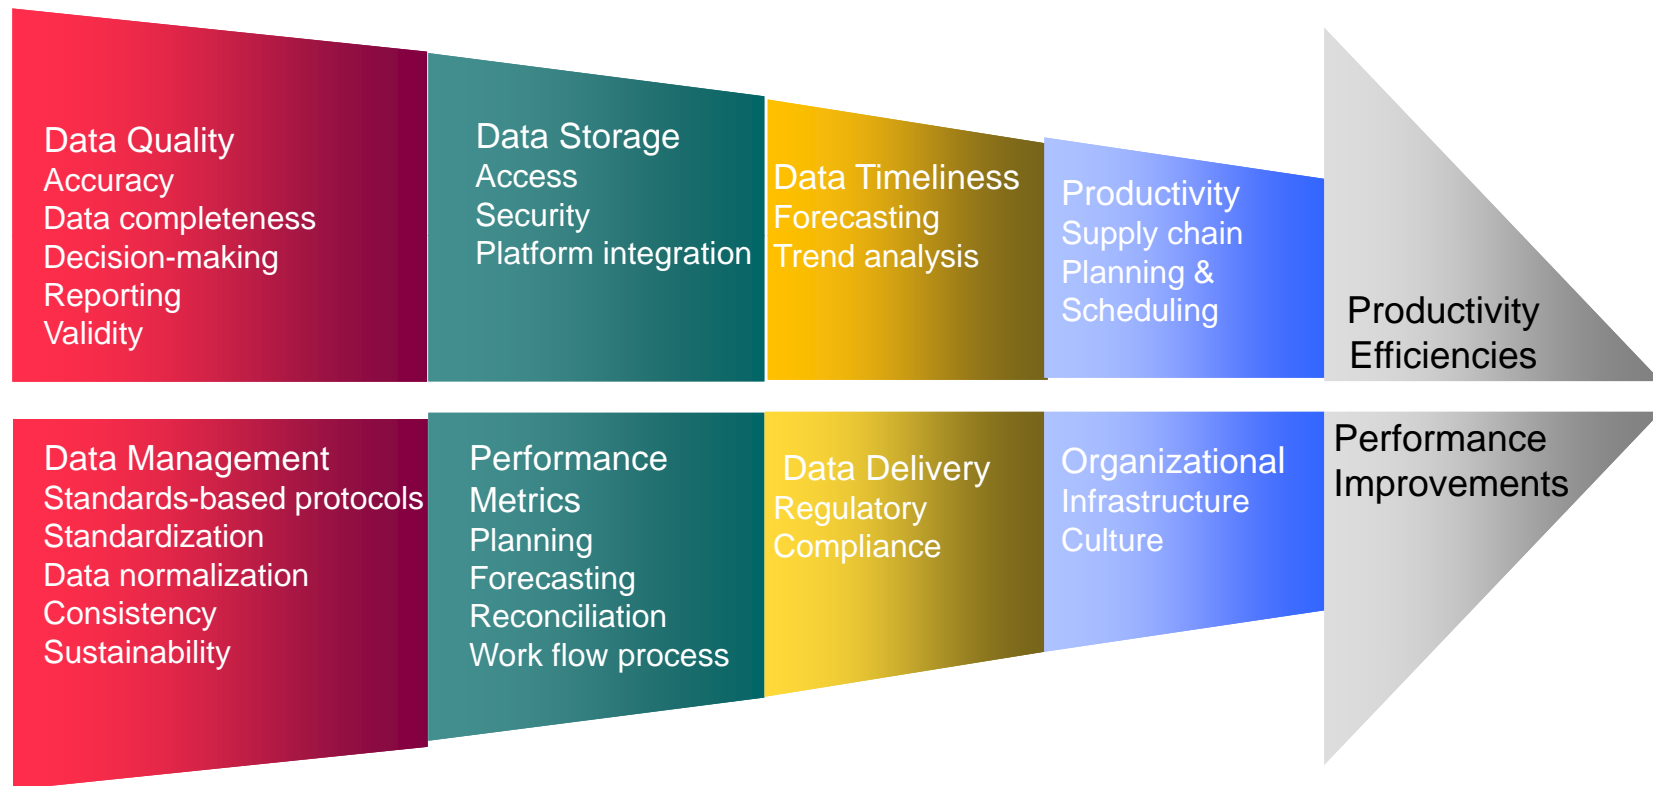 Data Quality
Accuracy
Data completeness
Decision-making
Reporting
Validity
Data Storage
Access
Security
Platform integration
Data Timeliness
Forecasting
Trend analysis
Productivity
Supply chain
Planning &
Scheduling
Productivity
Efficiencies
Data Management
Standards-based protocols
Standardization
Data normalization
Consistency
Sustainability
Performance
Metrics
Planning
Forecasting
Reconciliation
Work flow process
Data Delivery
Regulatory
Compliance
Organizational
Infrastructure
Culture
Performance
Improvements